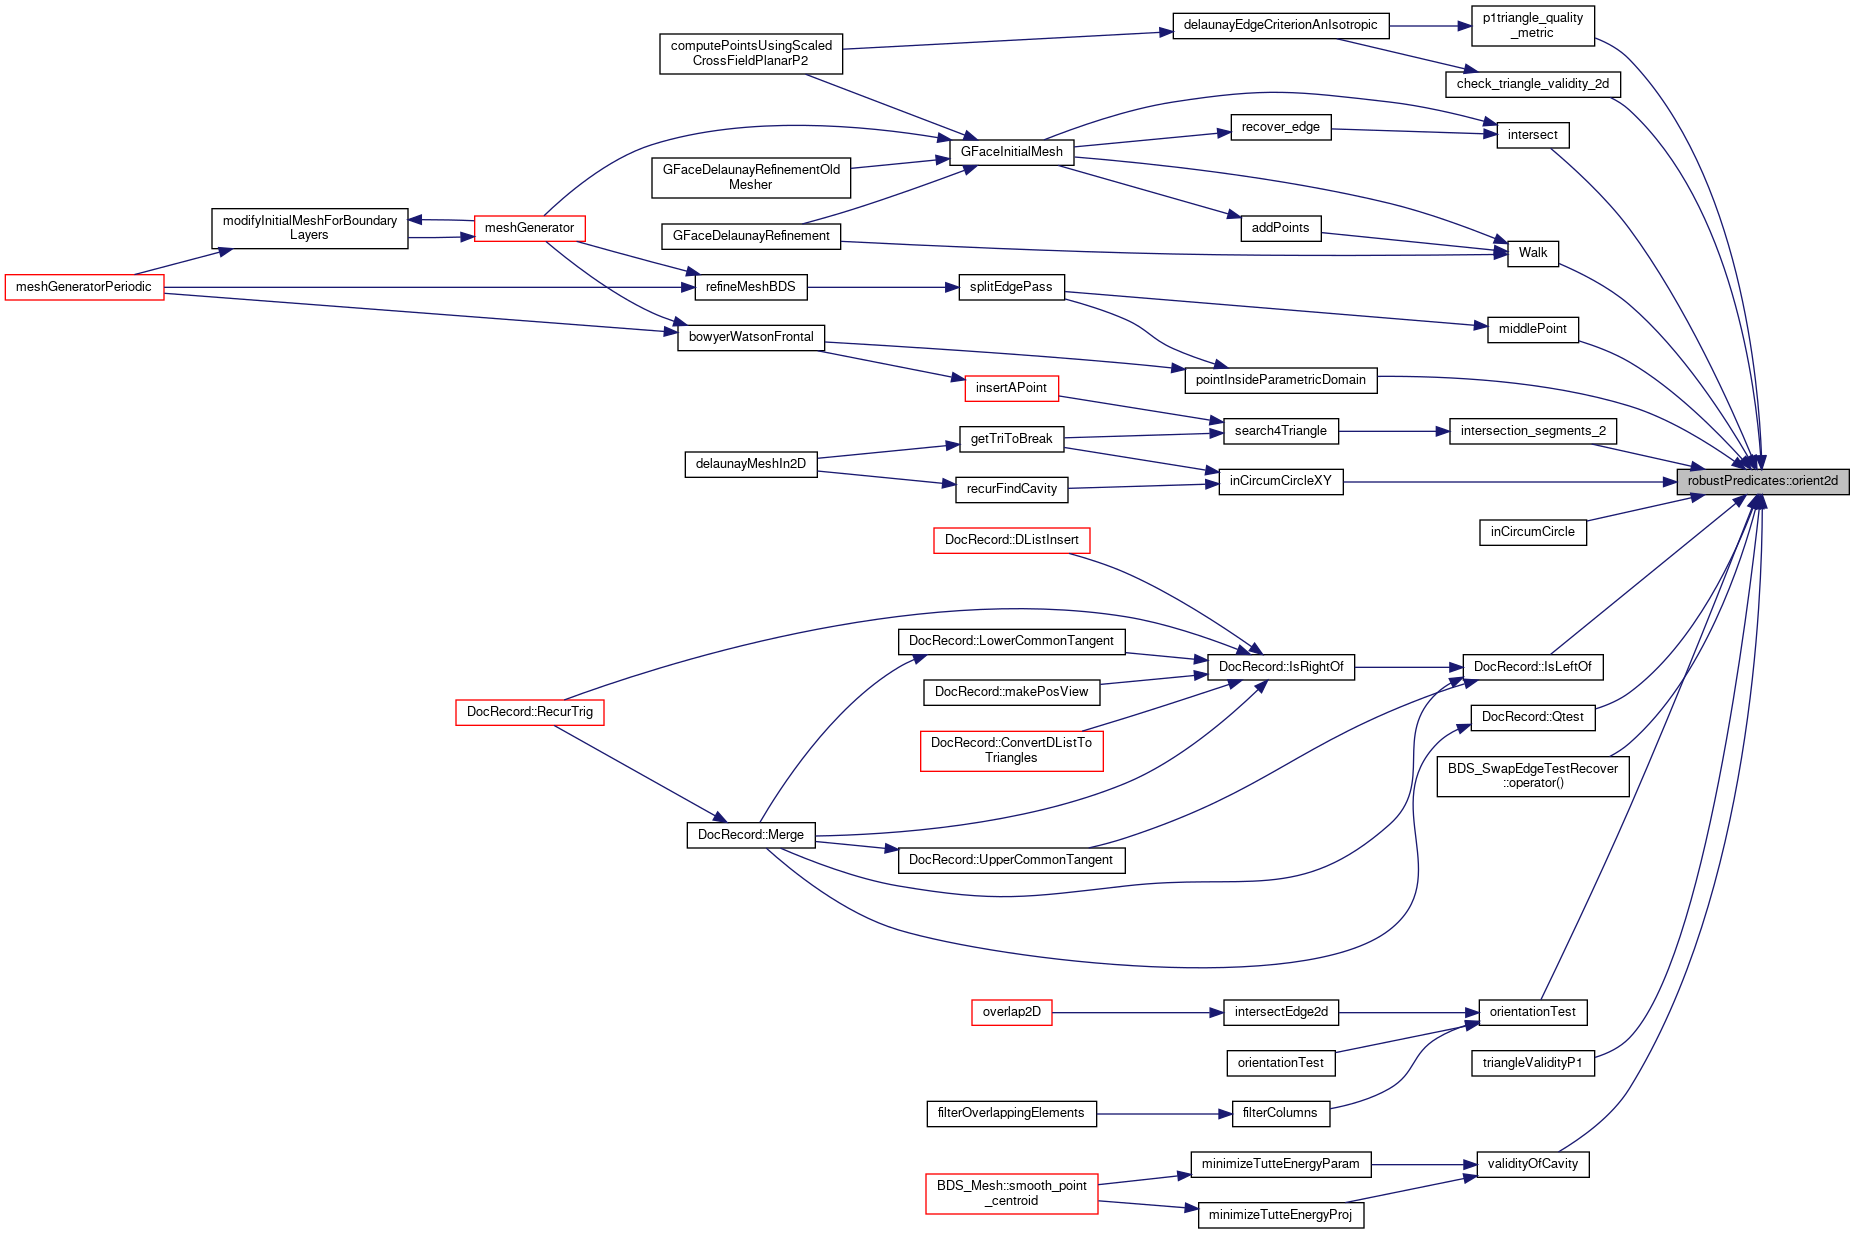 computePointsUsingScaled
CrossFieldPlanarP2
delaunayEdgeCriterionAnIsotropic
p1triangle_quality
_metric
check_triangle_validity_2d
recover_edge
intersect
GFaceInitialMesh
GFaceDelaunayRefinementOld
Mesher
modifyInitialMeshForBoundary
Layers
meshGenerator
GFaceDelaunayRefinement
addPoints
Walk
meshGeneratorPeriodic
refineMeshBDS
splitEdgePass
middlePoint
bowyerWatsonFrontal
pointInsideParametricDomain
insertAPoint
search4Triangle
intersection_segments_2
getTriToBreak
delaunayMeshIn2D
recurFindCavity
inCircumCircleXY
robustPredicates::orient2d
inCircumCircle
DocRecord::DListInsert
DocRecord::LowerCommonTangent
DocRecord::IsRightOf
DocRecord::IsLeftOf
DocRecord::makePosView
DocRecord::RecurTrig
DocRecord::Qtest
DocRecord::ConvertDListTo
Triangles
BDS_SwapEdgeTestRecover
::operator()
DocRecord::Merge
DocRecord::UpperCommonTangent
overlap2D
intersectEdge2d
orientationTest
orientationTest
triangleValidityP1
filterOverlappingElements
filterColumns
minimizeTutteEnergyParam
validityOfCavity
BDS_Mesh::smooth_point
_centroid
minimizeTutteEnergyProj